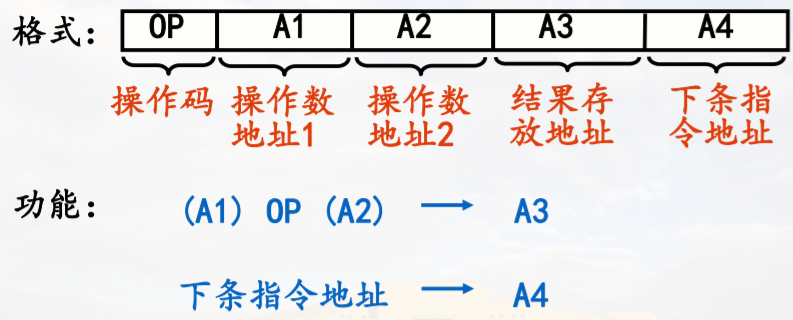 格式： OP A1 A2 A3 A4
操作码 操作数 操作数 结果存 下条指
地址1 地址2 放地址 令地址
功能： (A1) OP (A2) → A3
下条指令地址 → A4